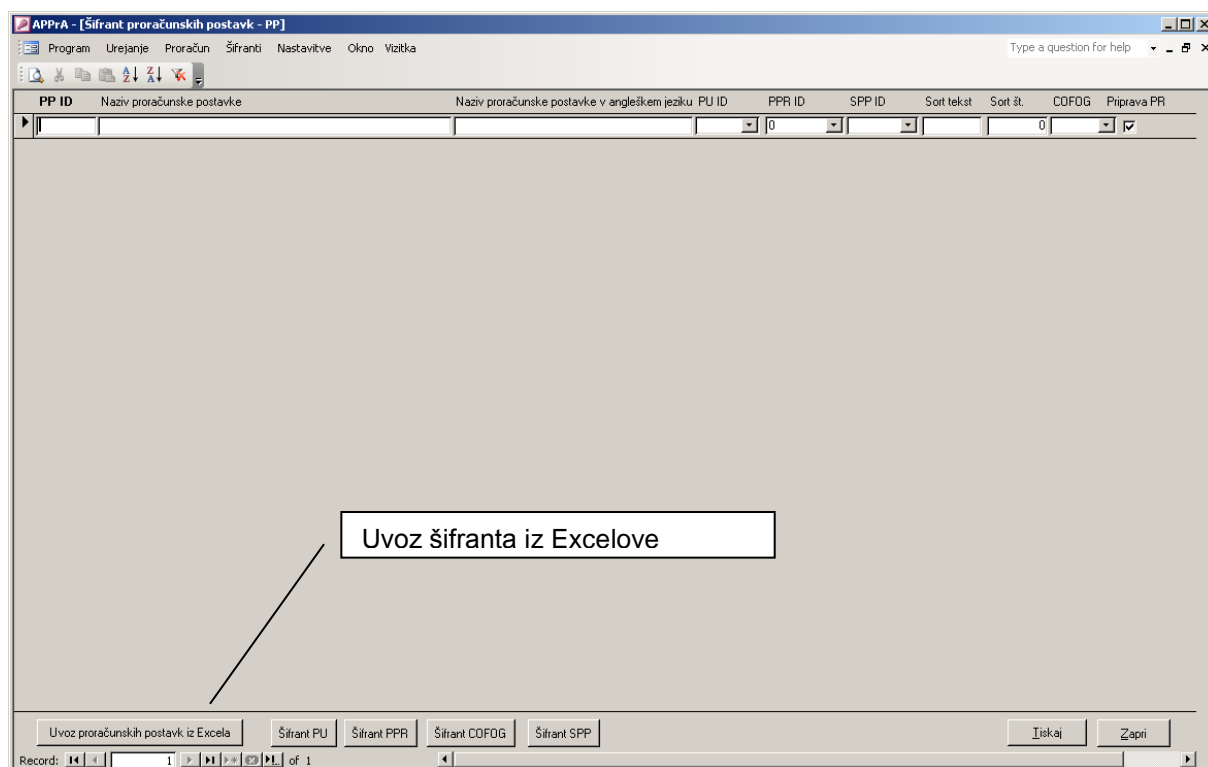 APPrA - [Šifrant proračunskih postavk - PP]
Program Urejanje Proračun Šifranti Nastavitve Okno Vizitka Type a question for help
PP ID Naziv proračunske postavke Naziv proračunske postavke v angleškem jeziku PU ID PPR ID SPP ID Sort tekst Sort št. COFOG Priprava PR
0 0
Uvoz šifranta iz Excelove
Uvoz proračunskih postavk iz Excela Šifrant PU Šifrant PPR Šifrant COFOG Šifrant SPP Tiskaj Zapri
Record: 1 of 1